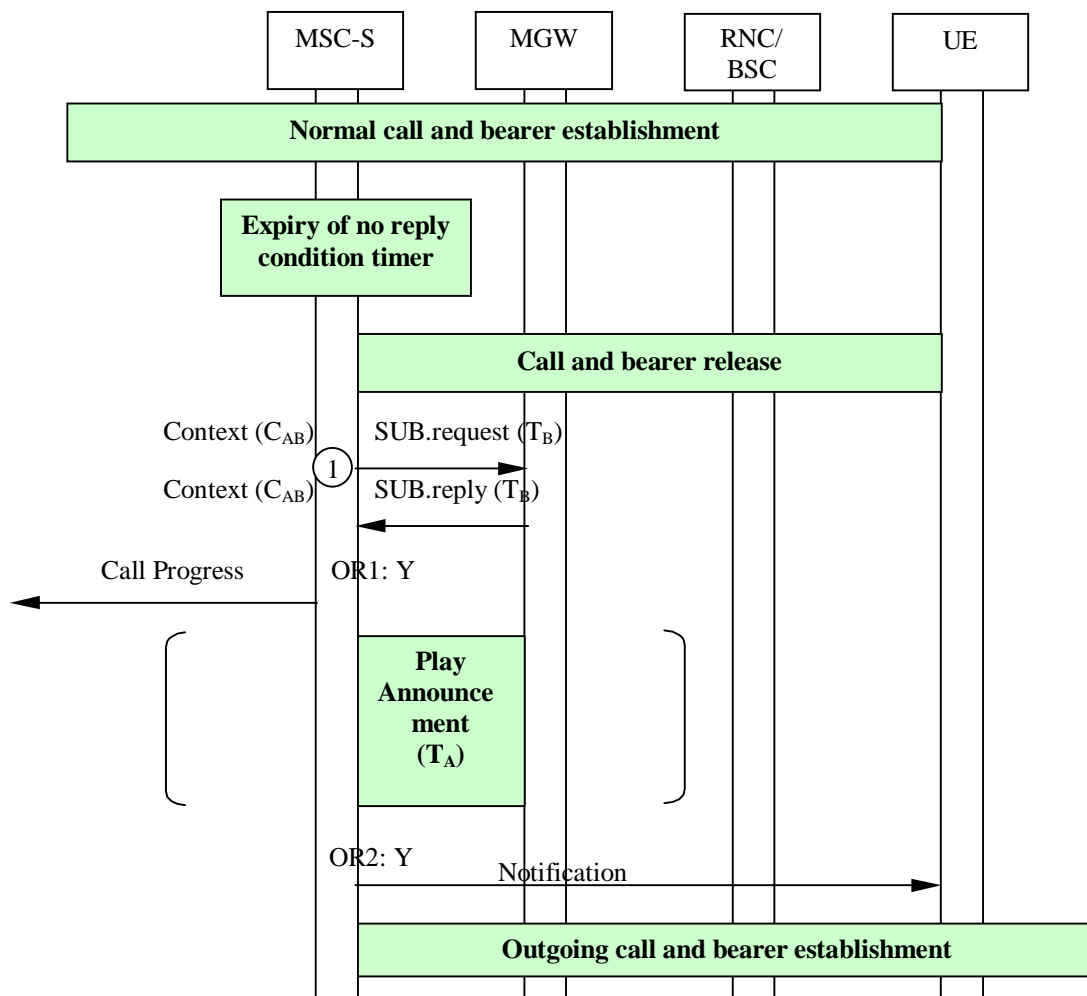 MSC-S
MGW
RNC/
BSC
UE
Normal call and bearer establishment
Expiry of no reply
condition timer
Call and bearer release
Context (CAB)
SUB.request (TB)
1
Context (CAB)
SUB.reply (TB)
Call Progress
OR1: Y
Play
Announce
ment
(TA)
OR2: Y
Notification
Outgoing call and bearer establishment